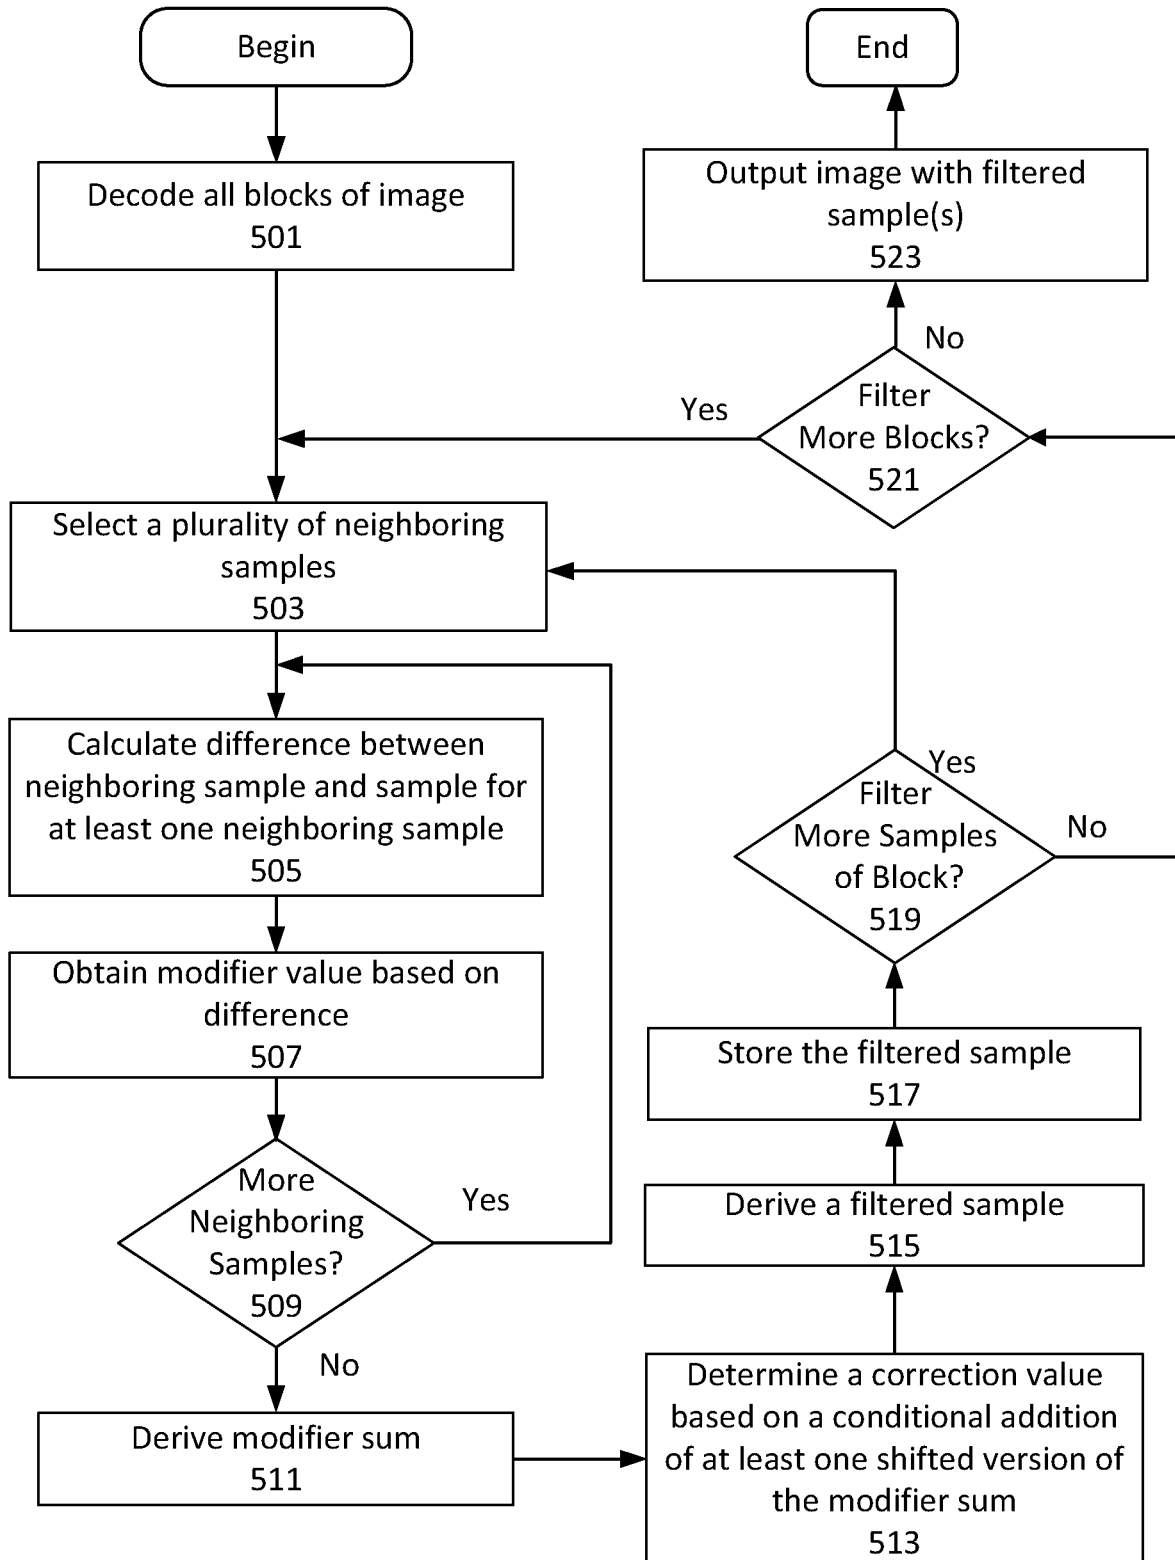 Begin
Decode all blocks of image
501
Select a plurality of neighboring
samples
503
Calculate difference between
neighboring sample and sample for
at least one neighboring sample
505
Obtain modifier value based on
difference
507
More
Neighboring
Samples?
509
Yes
No
Derive modifier sum
511
Determine a correction value
based on a conditional addition
of at least one shifted version of
the modifier sum
513
Derive a filtered sample
515
Store the filtered sample
517
Yes
Filter
More Samples
of Block?
519
No
Filter
More Blocks?
521
Yes
No
Output image with filtered
sample(s)
523
End